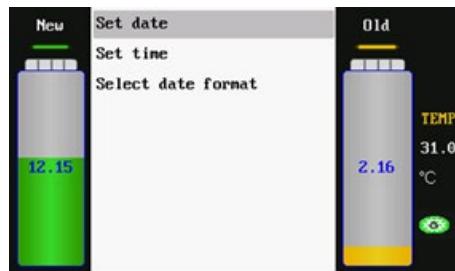 New
Set date
Set time
Select date format
Old
12.15
2.16
TEMP
31.0
°C